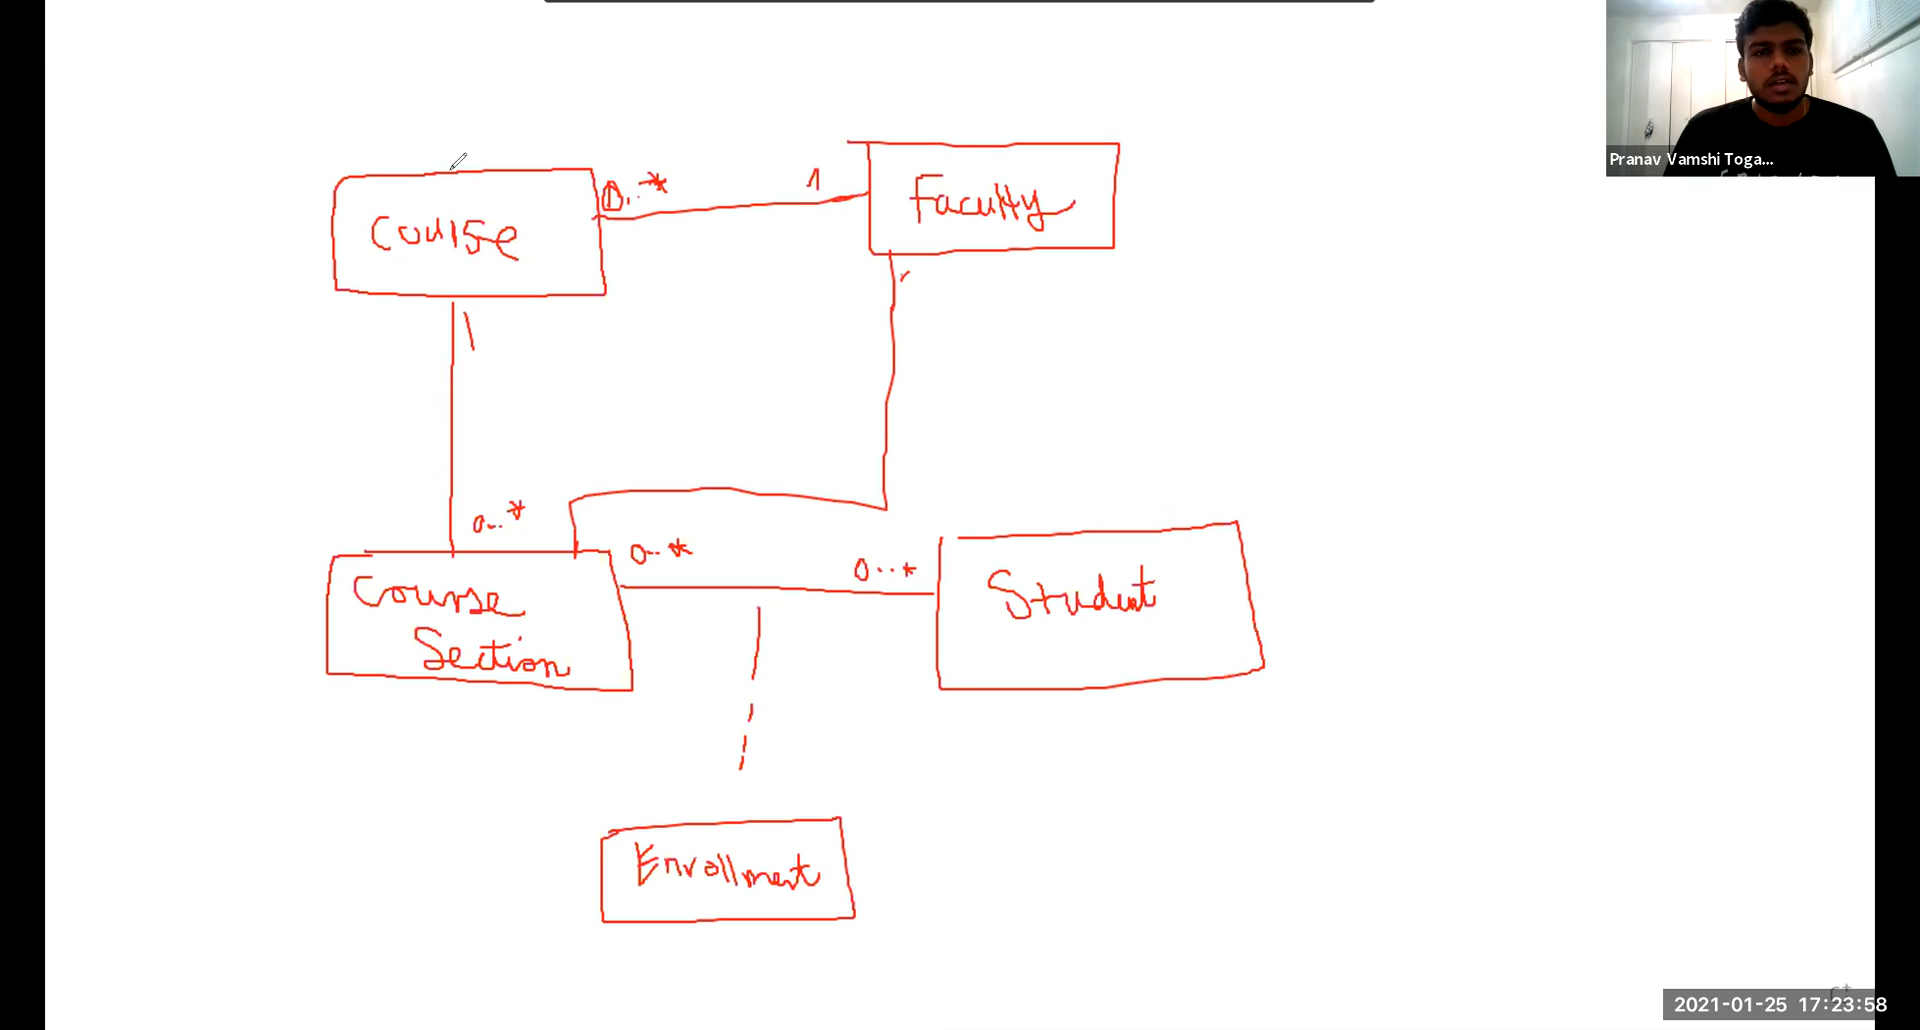 Pranav Vamshi Toga...
0..* 1
Faculty
Course
1
0..*
0..*
0...*
Course
Section
Student
Enrollment
2021-01-25 17:23:58